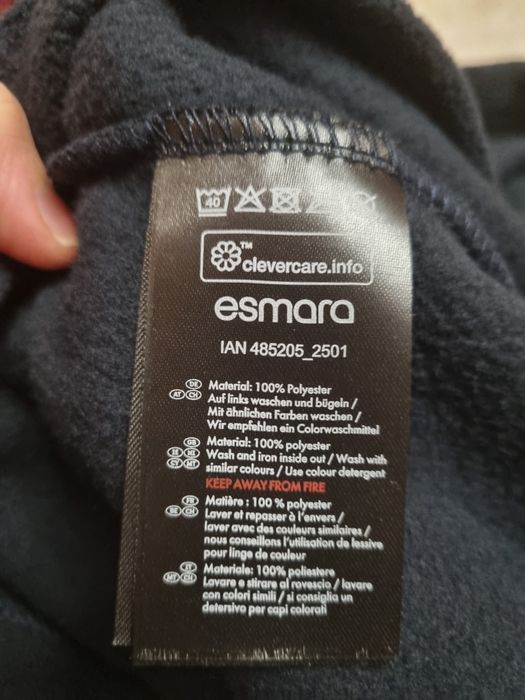 40
™
clevercare.info
esmara
IAN 485205_2501
DE AT CH Material: 100% Polyester
Auf links waschen und bügeln /
Mit ähnlichen Farben waschen /
Wir empfehlen ein Colorwaschmittel
GB IE NI CY MT Material: 100% polyester
Wash and iron inside out / Wash with
similar colours / Use colour detergent
KEEP AWAY FROM FIRE
FR BE CH Matière : 100 % polyester
Laver et repasser à l'envers /
laver avec des couleurs similaires /
nous conseillons l'utilisation de lessive
pour linge de couleur
IT MT CH Materiale: 100% poliestere
Lavare e stirare al rovescio / lavare
con colori simili / si consiglia un
detersivo per capi colorati